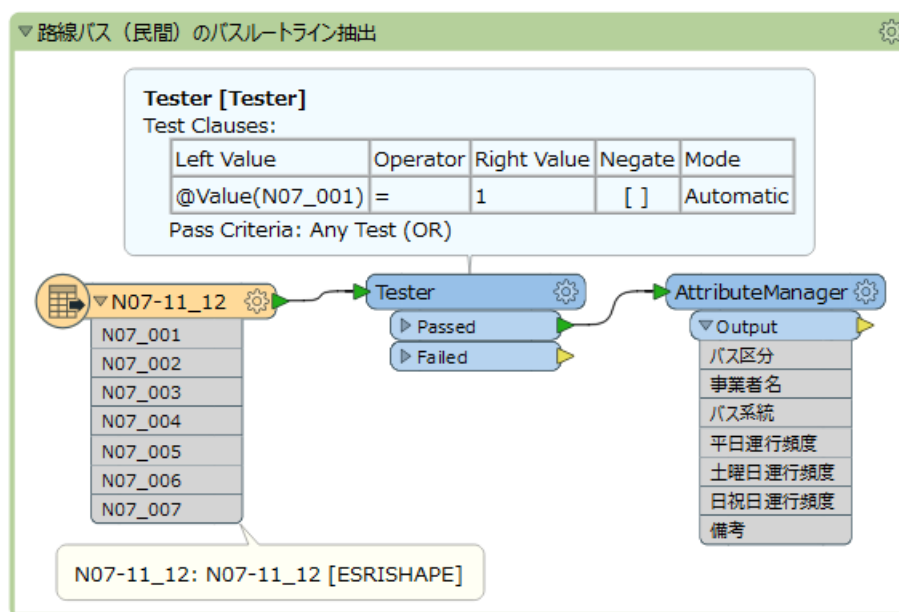 路線バス（民間）のバスルートライン抽出
Tester [Tester]
Test Clauses:
Left Value Operator Right Value Negate Mode
@Value(N07_001) = 1 [ ] Automatic
Pass Criteria: Any Test (OR)
N07-11_12
N07_001
N07_002
N07_003
N07_004
N07_005
N07_006
N07_007
N07-11_12: N07-11_12 [ESRISHAPE]
Tester
Passed
Failed
AttributeManager
Output
バス区分
事業者名
バス系統
平日運行頻度
土曜日運行頻度
日祝日運行頻度
備考